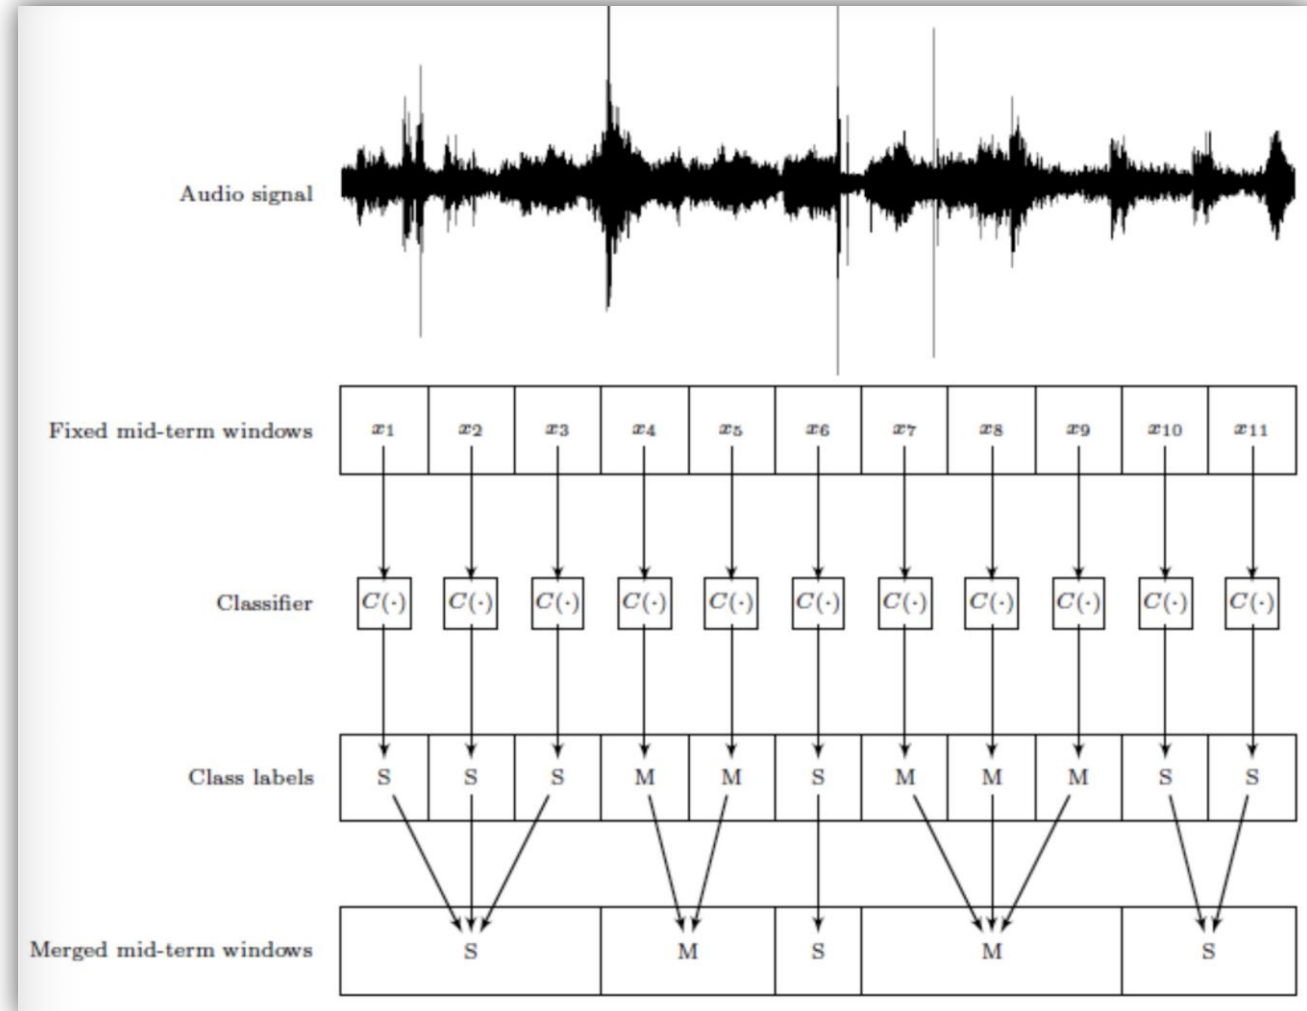 Audio signal
Fixed mid-term windows x₁ x₂ x₃ x₄ x₅ x₆ x₇ x₈ x₉ x₁₀ x₁₁
Classifier C(·) C(·) C(·) C(·) C(·) C(·) C(·) C(·) C(·) C(·) C(·)
Class labels S S S M M S M M M S S
Merged mid-term windows S M S M S